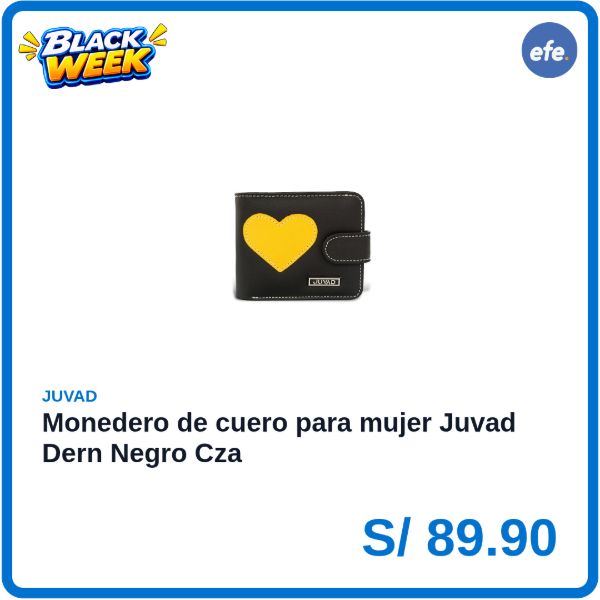 BLACK
WEEK
efe.
JUVAD
JUVAD
Monedero de cuero para mujer Juvad
Dern Negro Cza
S/ 89.90